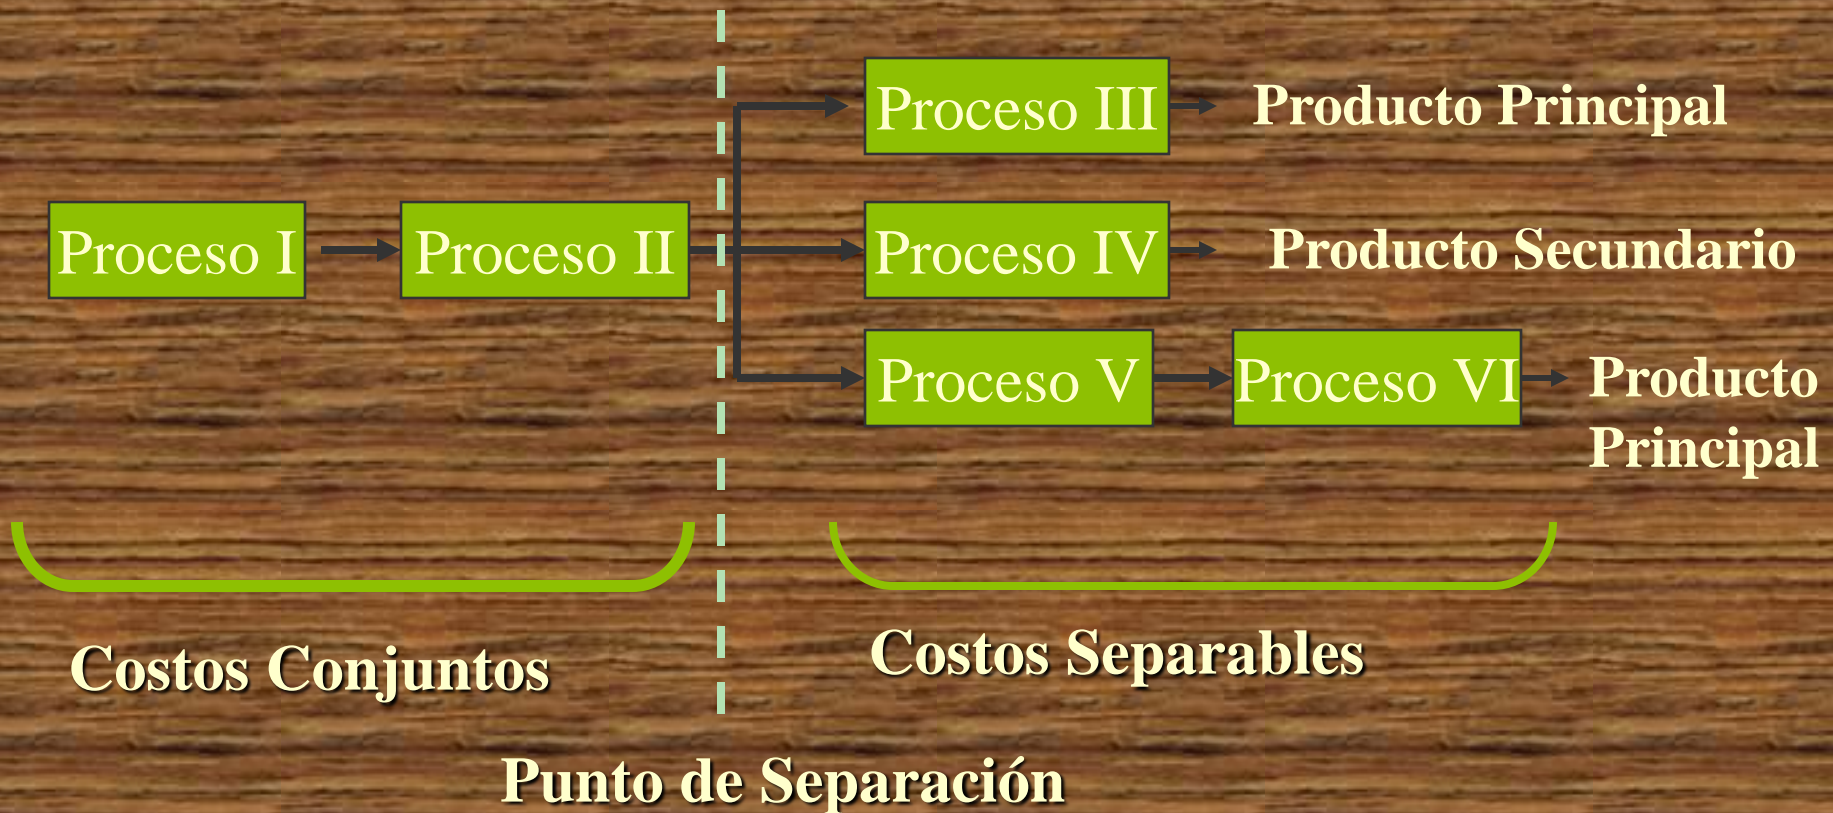 Proceso III
Producto Principal
Proceso I
Proceso II
Proceso IV
Producto Secundario
Proceso V
Proceso VI
Producto
Principal
Costos Conjuntos
Costos Separables
Punto de Separación